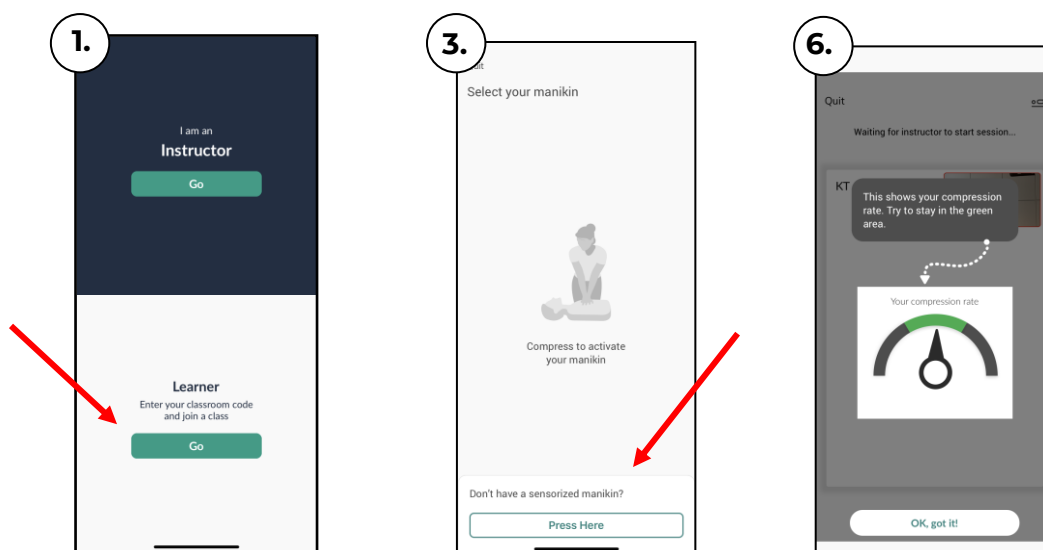 1.
I am an
Instructor
Go
Learner
Enter your classroom code
and join a class
Go
3.
Select your manikin
Compress to activate
your manikin
Don't have a sensorized manikin?
Press Here
6.
Quit
Waiting for instructor to start session...
KT
This shows your compression
rate. Try to stay in the green
area.
Your compression rate
OK, got it!